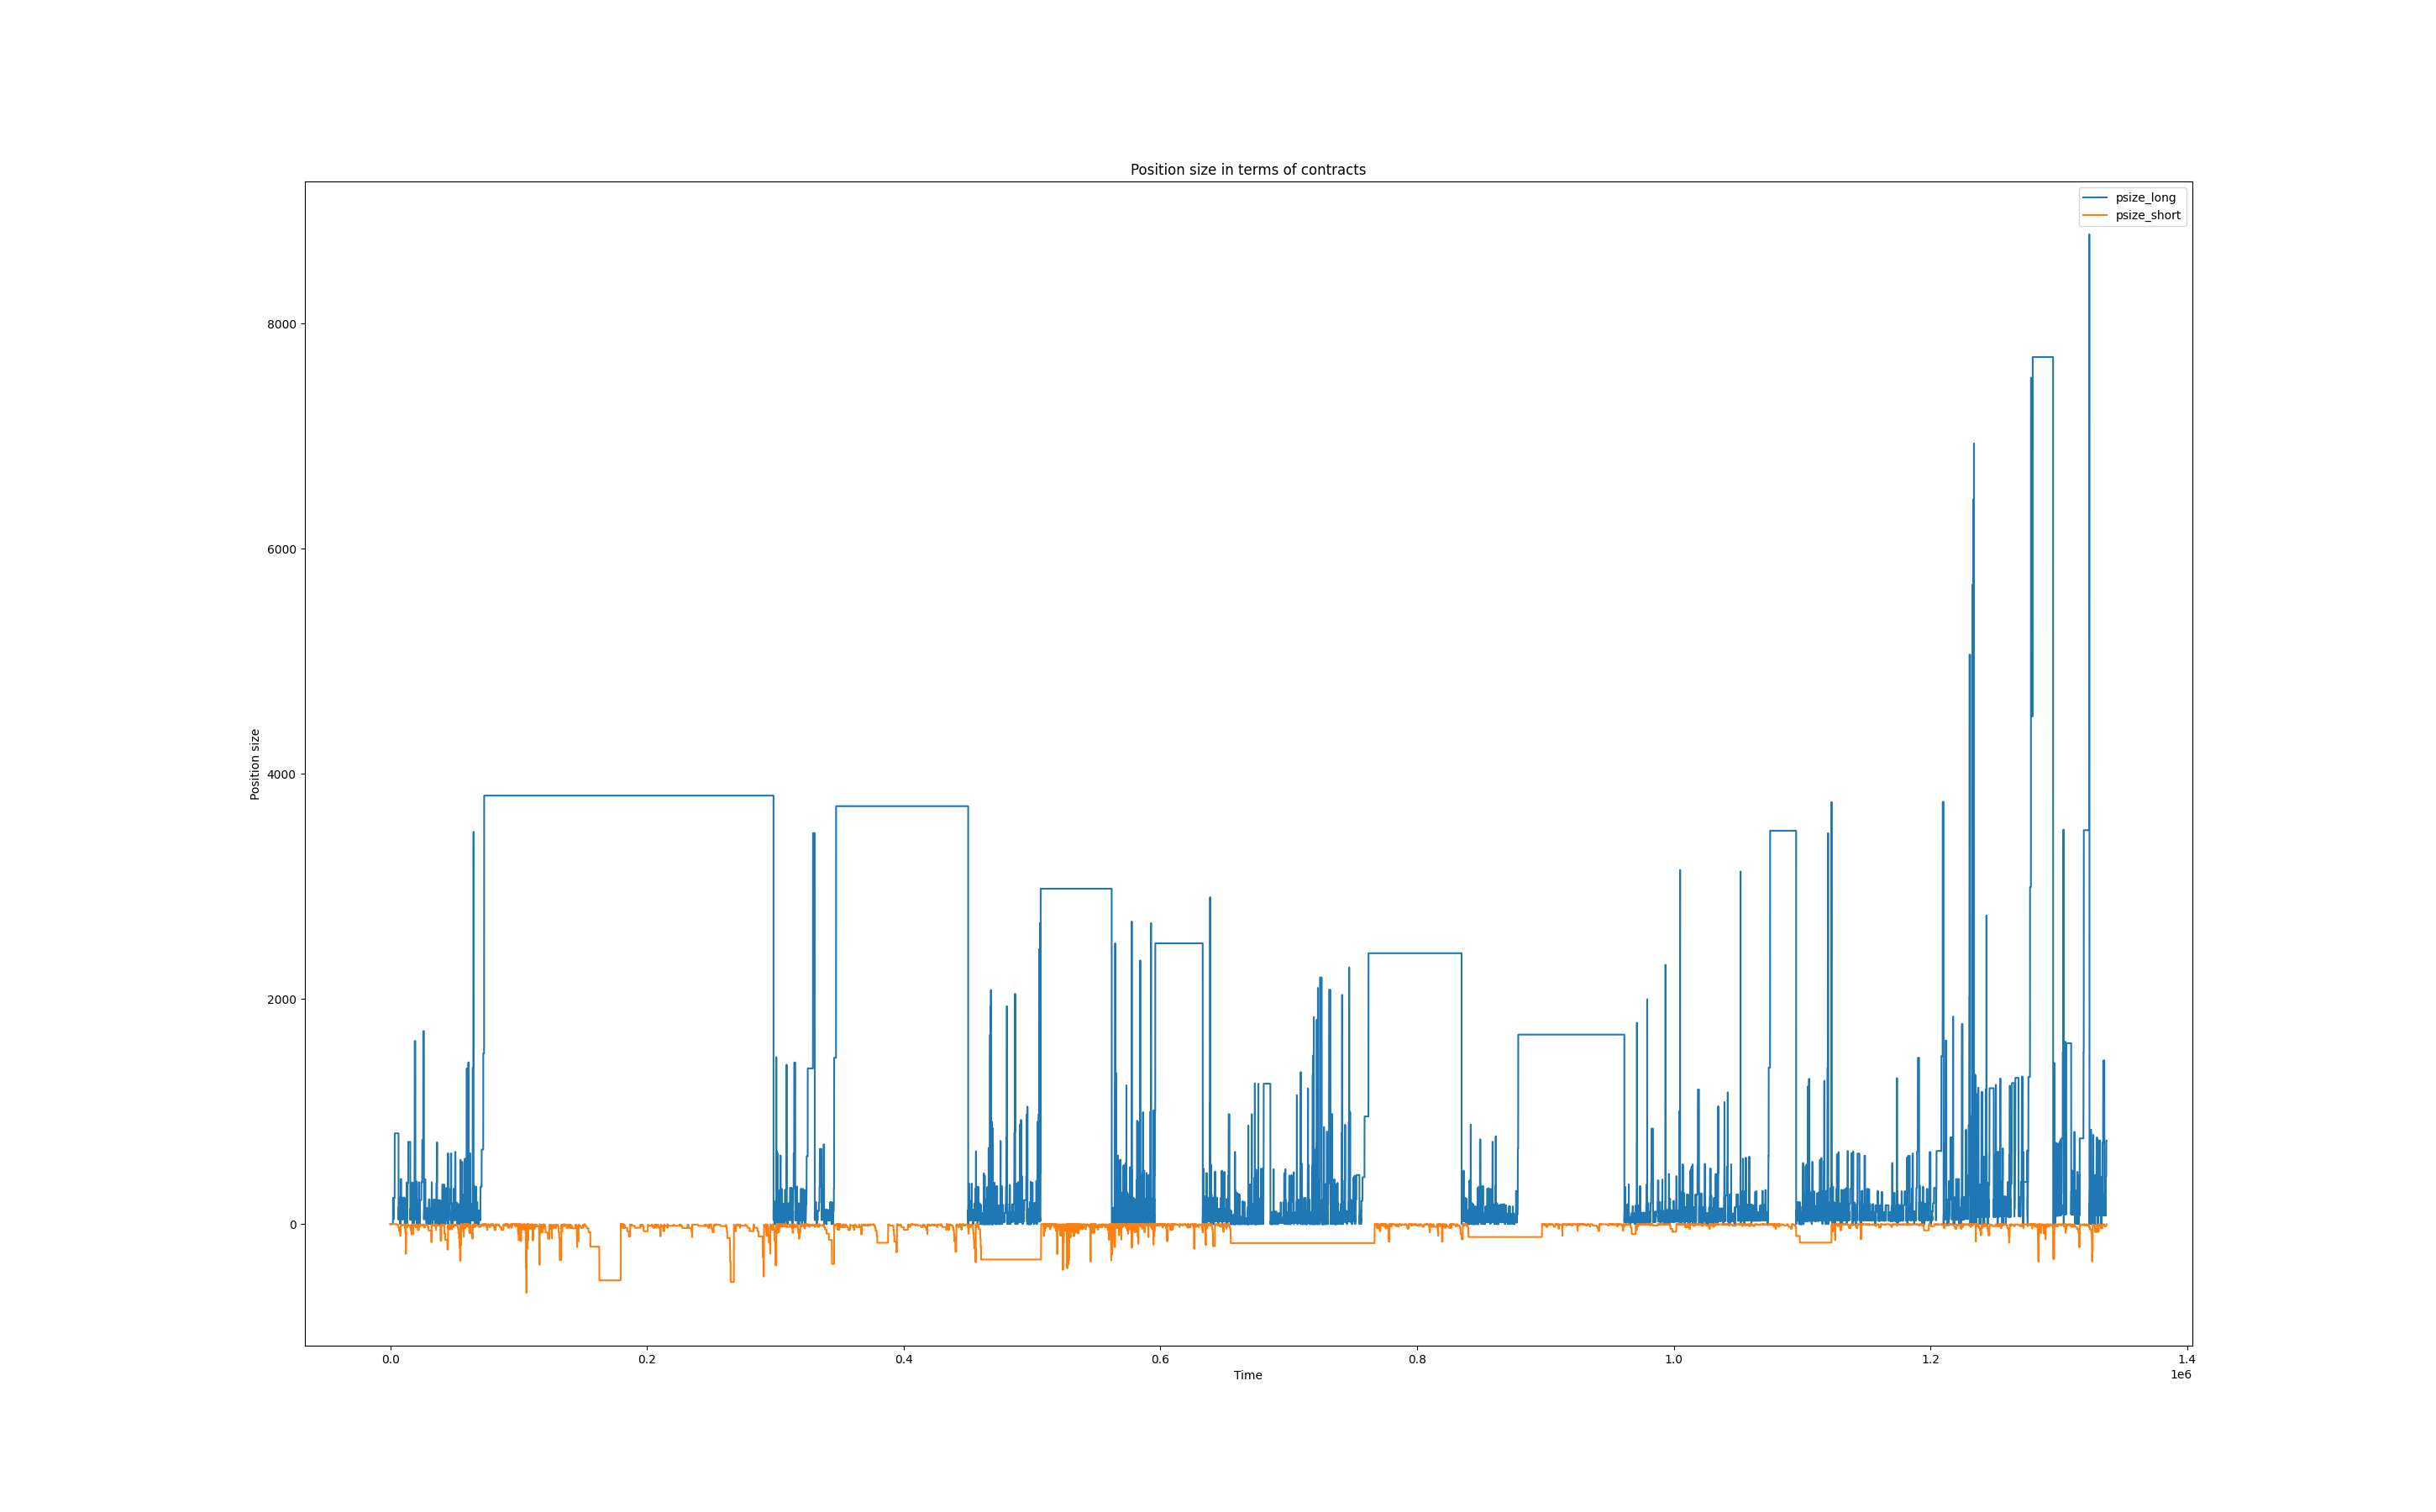 Position size in terms of contracts
psize_long
psize_short
8000
6000
4000
2000
0
Position size
0.0 0.2 0.4 0.6 0.8 1.0 1.2 1.4
Time
1e6